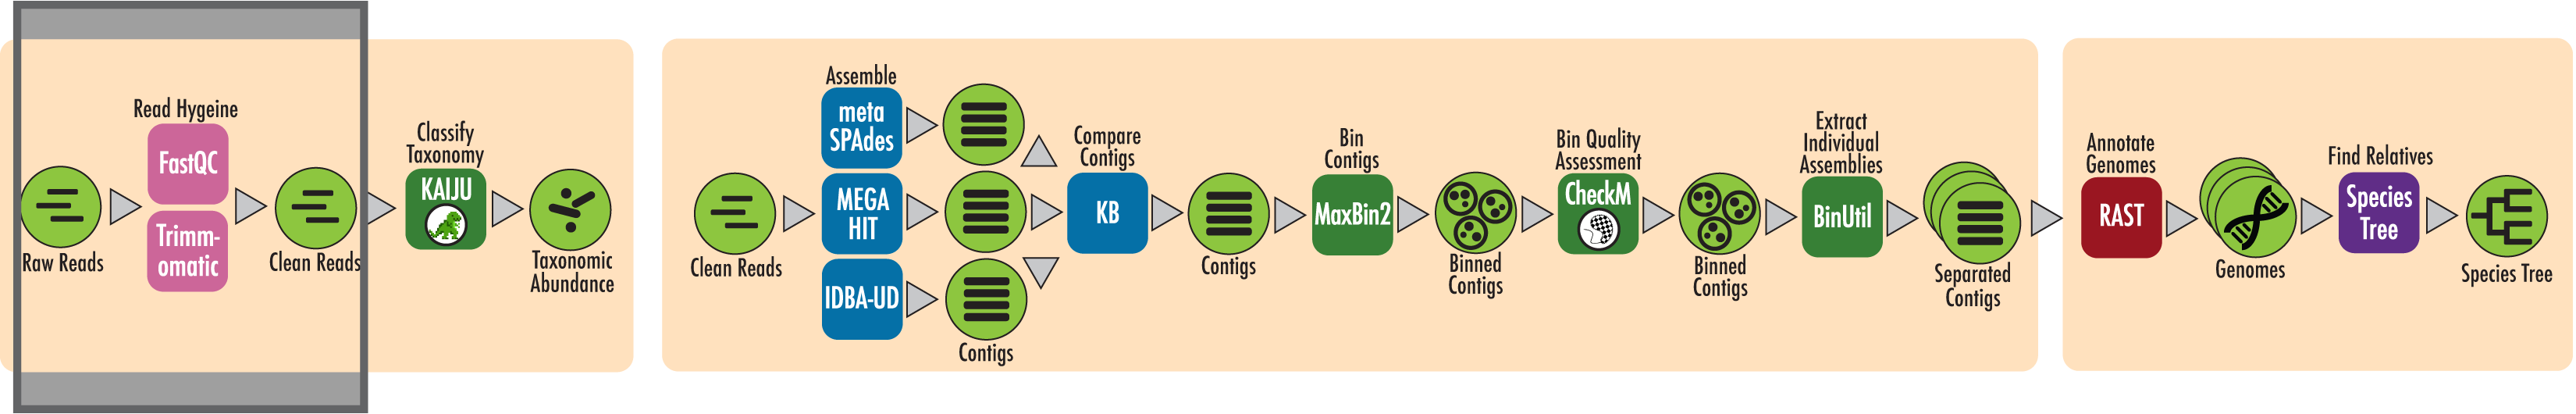 Read Hygeine
FastQC
Trimm-
omatic
Raw Reads
Clean Reads
Classify
Taxonomy
KAIJU
Taxonomic
Abundance
Clean Reads
Assemble
meta
SPAdes
MEGA
HIT
IDBA-UD
Contigs
Compare
Contigs
KB
Contigs
Bin
Contigs
MaxBin2
Binned
Contigs
Bin Quality
Assessment
CheckM
Binned
Contigs
Extract
Individual
Assemblies
BinUtil
Separated
Contigs
Annotate
Genomes
RAST
Genomes
Find Relatives
Species
Tree
Species Tree